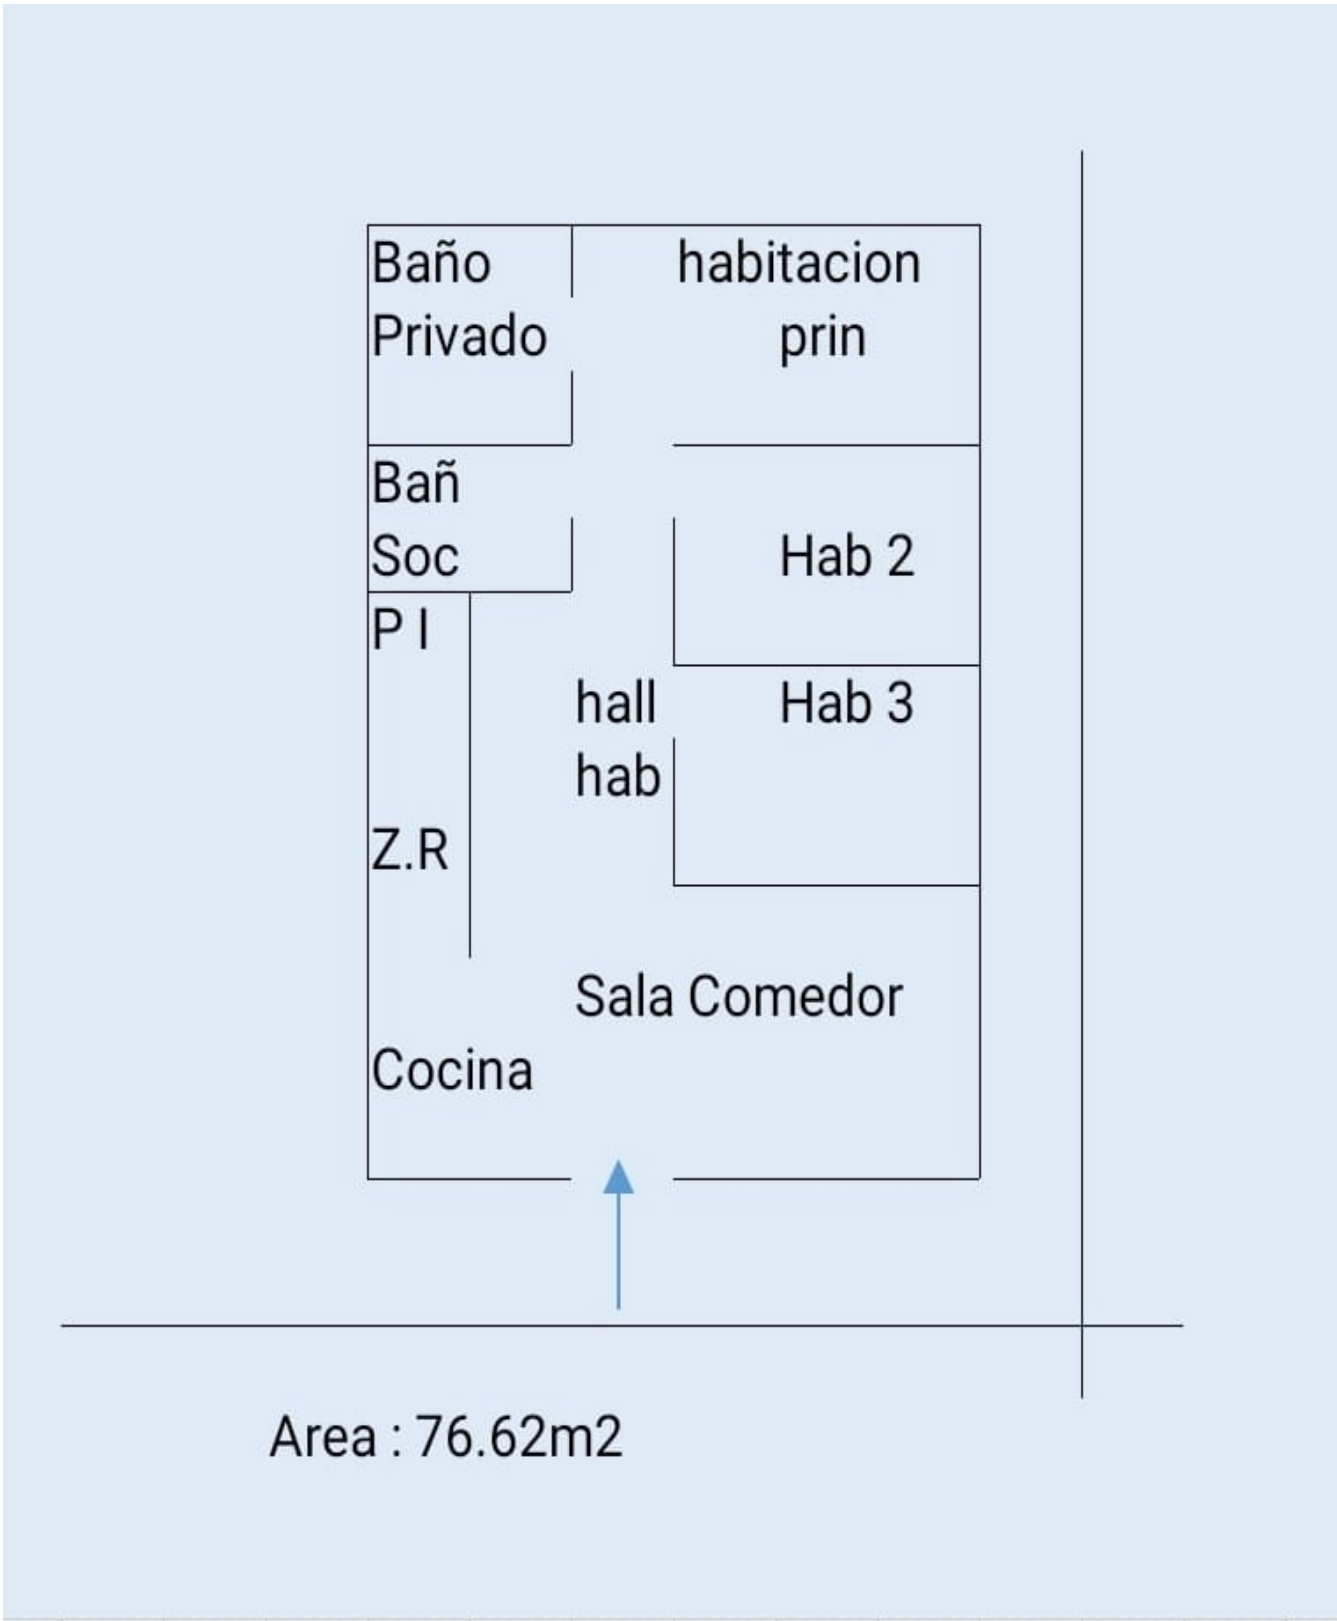 Baño
Privado
habitacion
prin
Bañ
Soc
Hab 2
P I
hall
hab
Hab 3
Z.R
Sala Comedor
Cocina
Area : 76.62m2